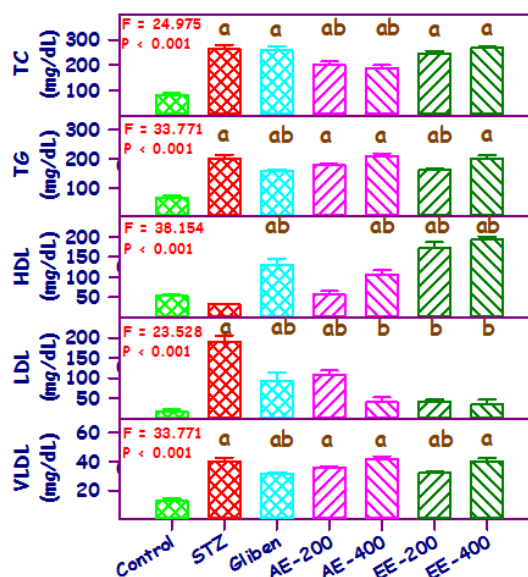 F = 24.975 a a ab ab a a
P < 0.001
TC (mg/dL)
300
200
100
F = 33.771 a ab a a ab a
P < 0.001
TG (mg/dL)
300
200
100
F = 38.154 ab ab ab ab
P < 0.001
HDL (mg/dL)
200
150
100
50
F = 23.528 a ab ab b b b
P < 0.001
LDL (mg/dL)
200
150
100
50
F = 33.771 a ab a a ab a
P < 0.001
VLDL (mg/dL)
60
40
20
Control STZ Gliben AE-200 AE-400 EE-200 EE-400